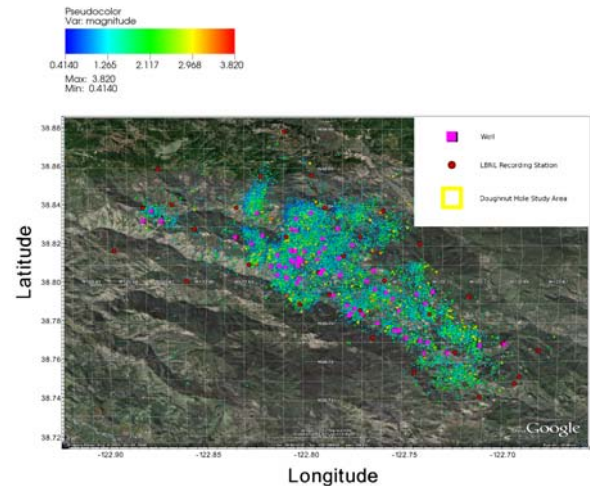 Pseudocolor
Var: magnitude
0.4140 1.265 2.117 2.968 3.820
Max: 3.820
Min: 0.4140
Well
LBNL Recording Station
Doughnut Hole Study Area
38.88
38.86
38.84
38.82
38.80
38.78
38.76
38.74
38.72
Latitude
Google
-122.90 -122.85 -122.80 -122.75 -122.70
Longitude